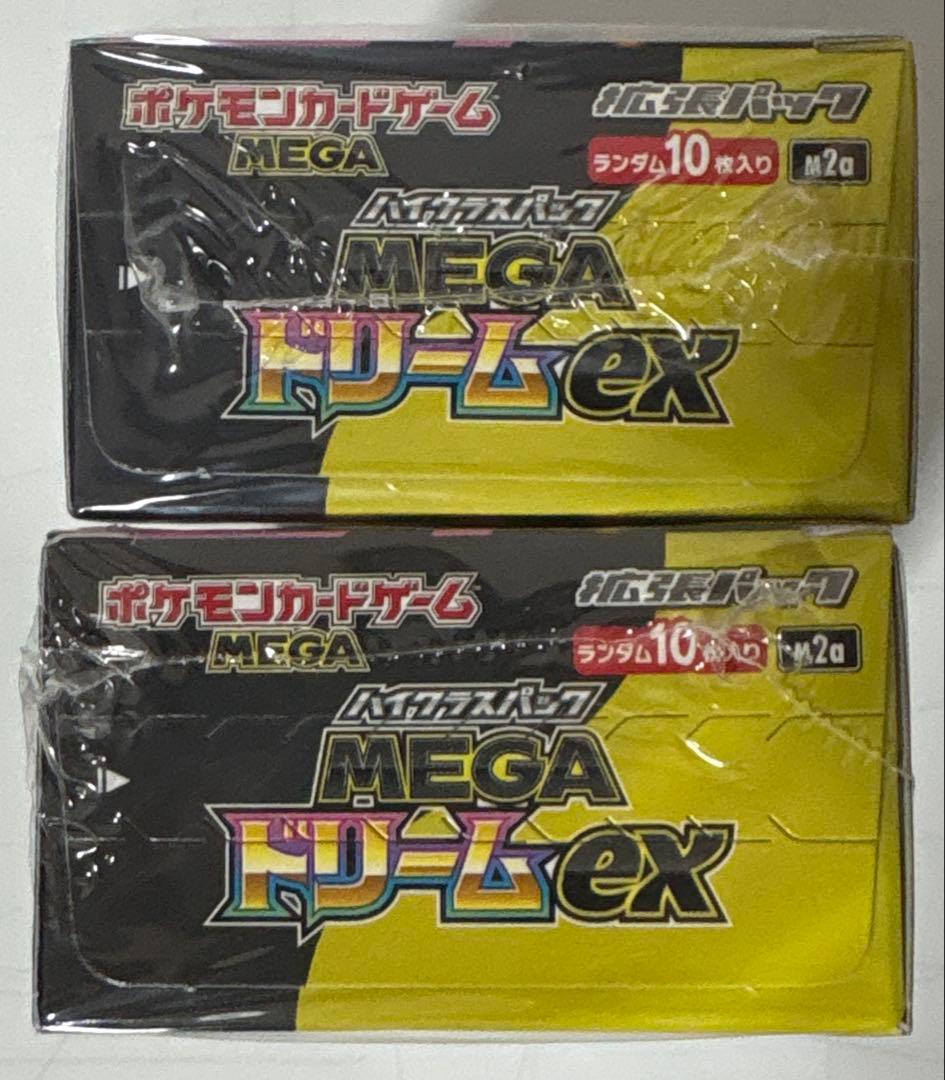 ポケモンカードゲーム
MEGA
拡張パック
ランダム10枚入り M2a
ハイクラスパック
MEGA
ドリームex
ポケモンカードゲーム
MEGA
拡張パック
ランダム10枚入り M2a
ハイクラスパック
MEGA
ドリームex